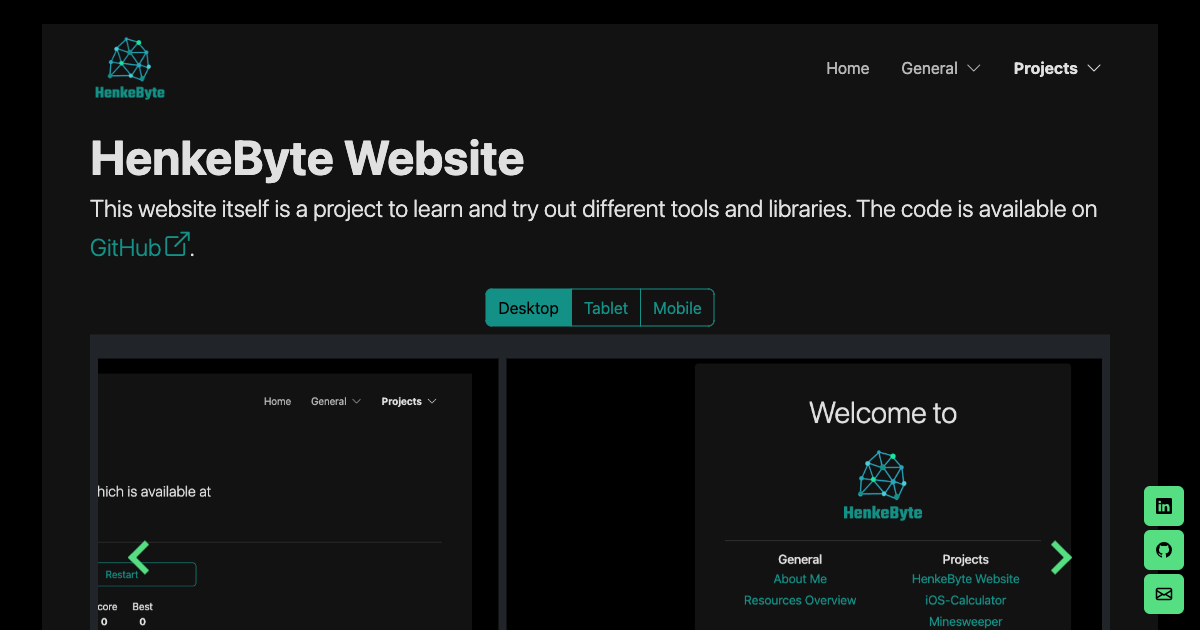 HenkeByte
Home General Projects
HenkeByte Website
This website itself is a project to learn and try out different tools and libraries. The code is available on
GitHub.
Desktop Tablet Mobile
Home General Projects
hich is available at
Restart
core Best
0 0
Welcome to
HenkeByte
General Projects
About Me HenkeByte Website
Resources Overview iOS-Calculator
Minesweeper
in